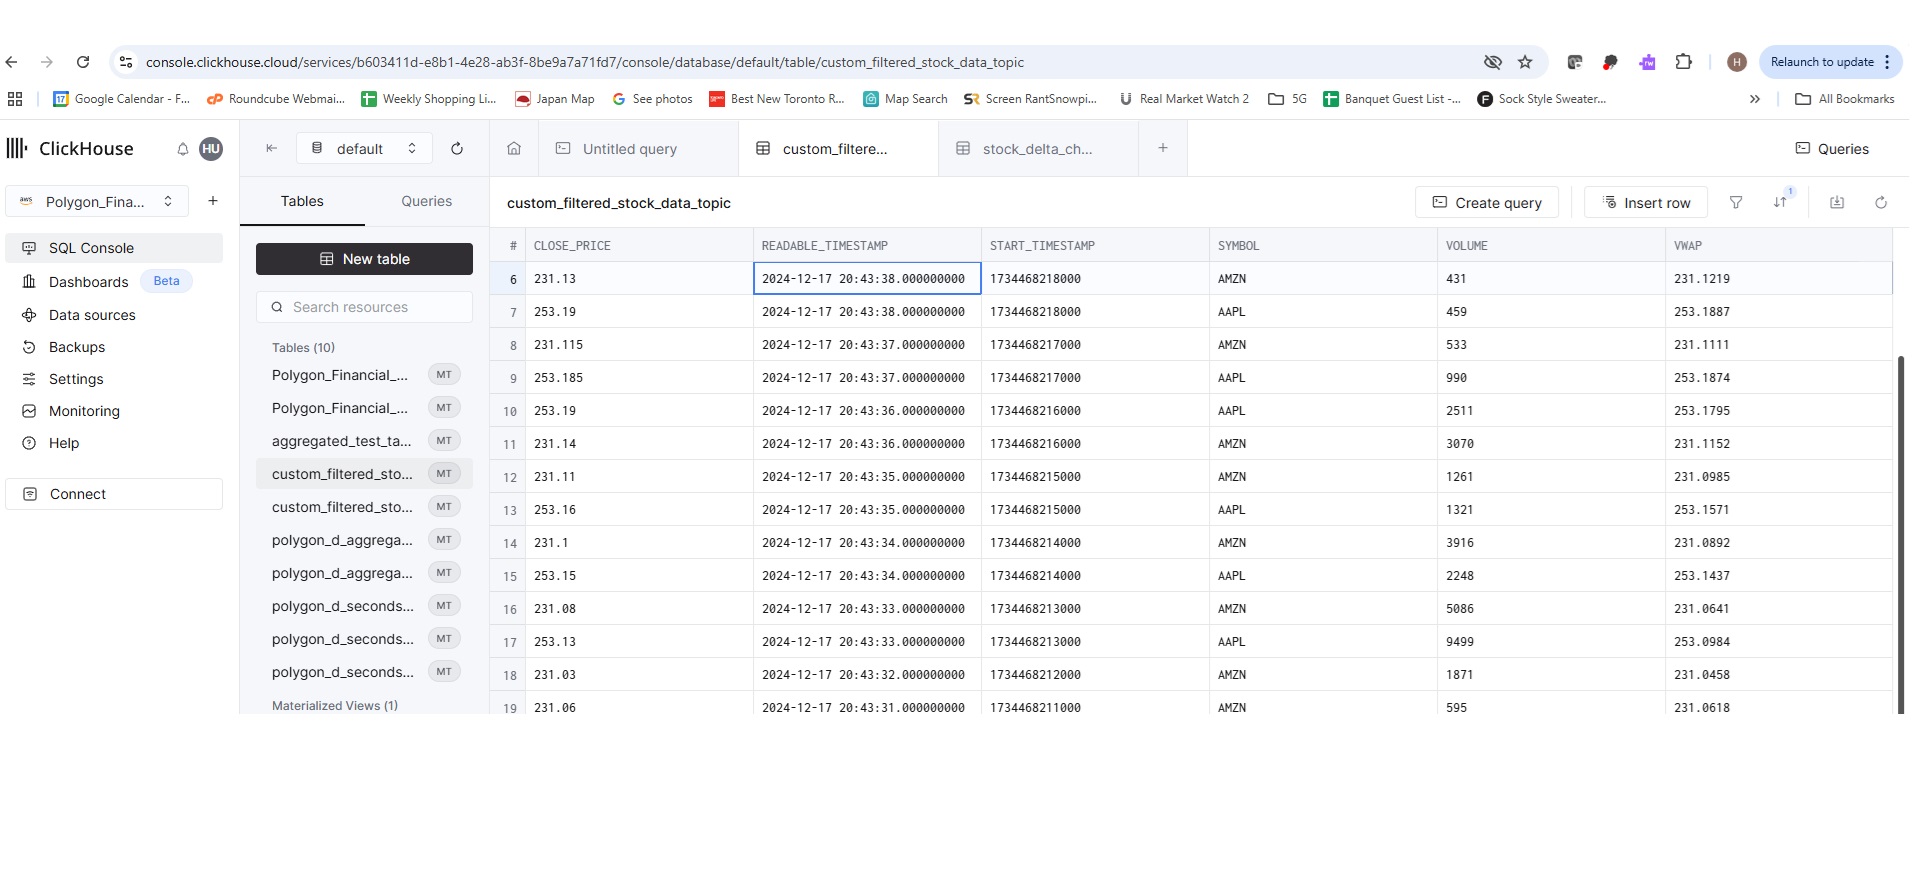 console.clickhouse.cloud/services/b603411d-e8b1-4e28-ab3f-8be9a7a71fd7/console/database/default/table/custom_filtered_stock_data_topic H Relaunch to update
17 Google Calendar - F... Roundcube Webmai... Weekly Shopping Li... Japan Map See photos Best New Toronto R... Map Search SR Screen RantSnowpi... Real Market Watch 2 5G Banquet Guest List -... F Sock Style Sweater... » All Bookmarks
ClickHouse HU default Untitled query custom_filtere... stock_delta_ch... + Queries
aws Polygon_Fina... +
SQL Console
Dashboards Beta
Data sources
Backups
Settings
Monitoring
Help
Connect
Tables Queries
New table
Search resources
Tables (10)
Polygon_Financial_... MT
Polygon_Financial_... MT
aggregated_test_ta... MT
custom_filtered_sto... MT
custom_filtered_sto... MT
polygon_d_aggrega... MT
polygon_d_aggrega... MT
polygon_d_seconds... MT
polygon_d_seconds... MT
polygon_d_seconds... MT
Materialized Views (1)
custom_filtered_stock_data_topic Create query Insert row 1
# CLOSE_PRICE READABLE_TIMESTAMP START_TIMESTAMP SYMBOL VOLUME VWAP
6 231.13 2024-12-17 20:43:38.000000000 1734468218000 AMZN 431 231.1219
7 253.19 2024-12-17 20:43:38.000000000 1734468218000 AAPL 459 253.1887
8 231.115 2024-12-17 20:43:37.000000000 1734468217000 AMZN 533 231.1111
9 253.185 2024-12-17 20:43:37.000000000 1734468217000 AAPL 990 253.1874
10 253.19 2024-12-17 20:43:36.000000000 1734468216000 AAPL 2511 253.1795
11 231.14 2024-12-17 20:43:36.000000000 1734468216000 AMZN 3070 231.1152
12 231.11 2024-12-17 20:43:35.000000000 1734468215000 AMZN 1261 231.0985
13 253.16 2024-12-17 20:43:35.000000000 1734468215000 AAPL 1321 253.1571
14 231.1 2024-12-17 20:43:34.000000000 1734468214000 AMZN 3916 231.0892
15 253.15 2024-12-17 20:43:34.000000000 1734468214000 AAPL 2248 253.1437
16 231.08 2024-12-17 20:43:33.000000000 1734468213000 AMZN 5086 231.0641
17 253.13 2024-12-17 20:43:33.000000000 1734468213000 AAPL 9499 253.0984
18 231.03 2024-12-17 20:43:32.000000000 1734468212000 AMZN 1871 231.0458
19 231.06 2024-12-17 20:43:31.000000000 1734468211000 AMZN 595 231.0618